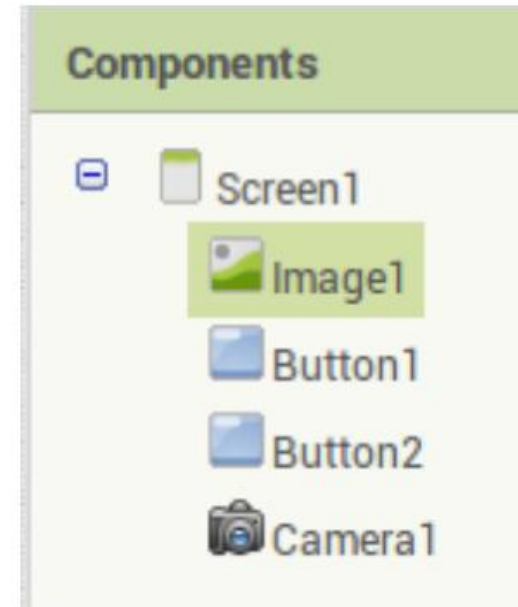 Components
Screen1
Image1
Button1
Button2
Camera1